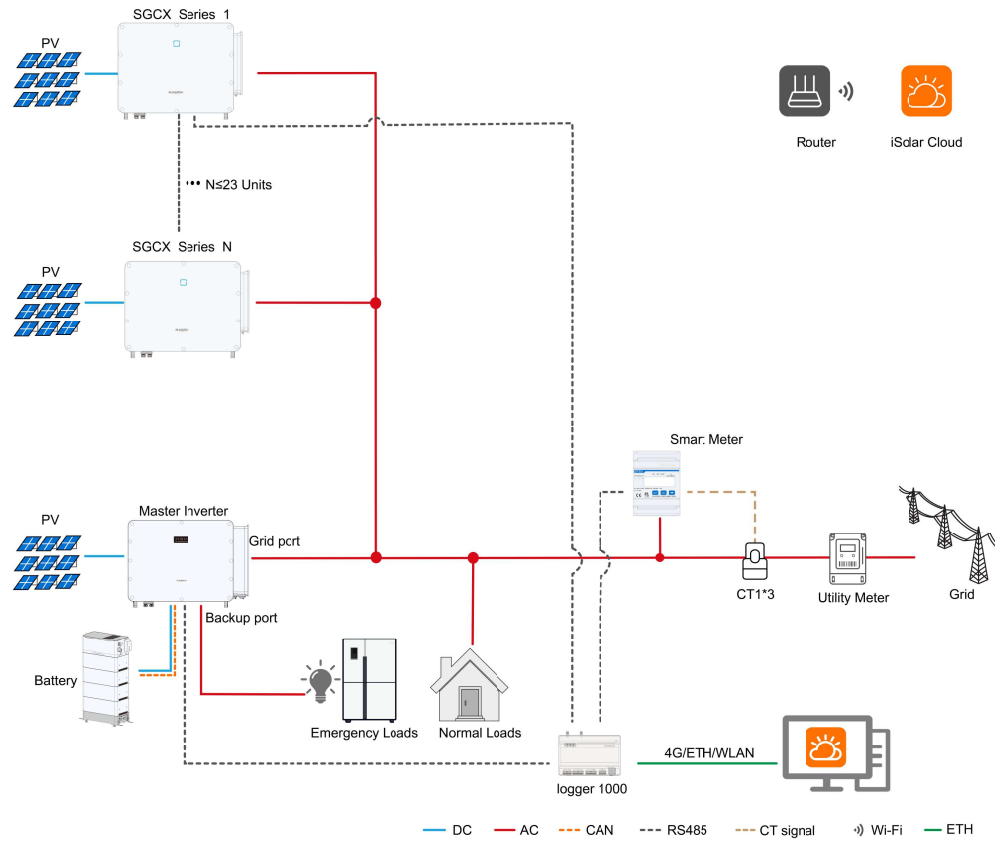 SGCX Series 1
PV
Router
iSolar Cloud
N≤23 Units
SGCX Series N
PV
Smart Meter
Master Inverter
PV
Grid port
CT1*3
Utility Meter
Grid
Backup port
Battery
Emergency Loads
Normal Loads
4G/ETH/WLAN
logger 1000
DC
AC
CAN
RS485
CT signal
Wi-Fi
ETH